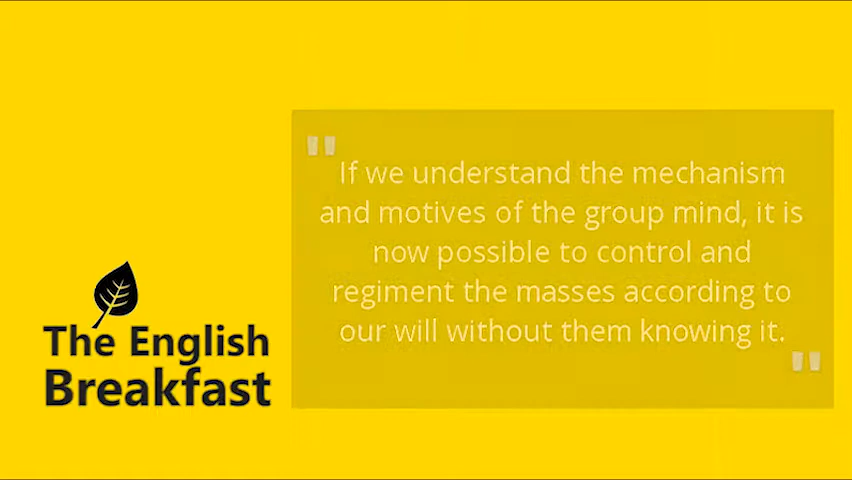 "
If we understand the mechanism
and motives of the group mind, it is
now possible to control and
regiment the masses according to
our will without them knowing it.
"
The English
Breakfast